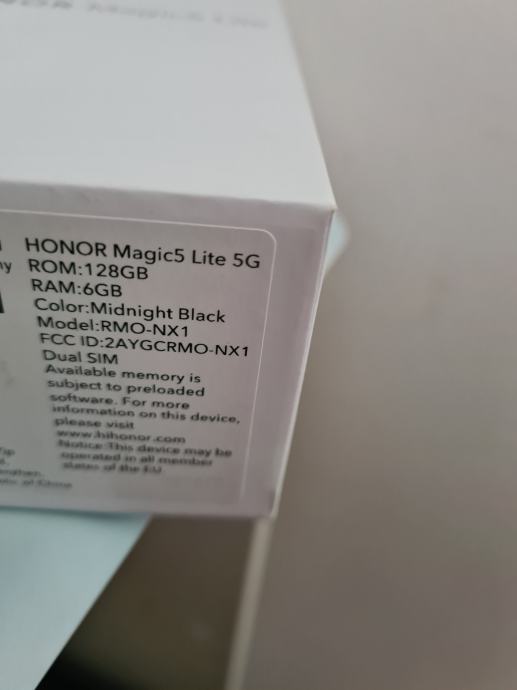 HONOR Magic5 Lite 5G
ROM:128GB
RAM:6GB
Color:Midnight Black
Model:RMO-NX1
FCC ID:2AYGCRMO-NX1
Dual SIM
Available memory is
subject to preloaded
software. For more
information on this device,
please visit
www.hihonor.com
Notice:This device may be
operated in all member
states of the EU.